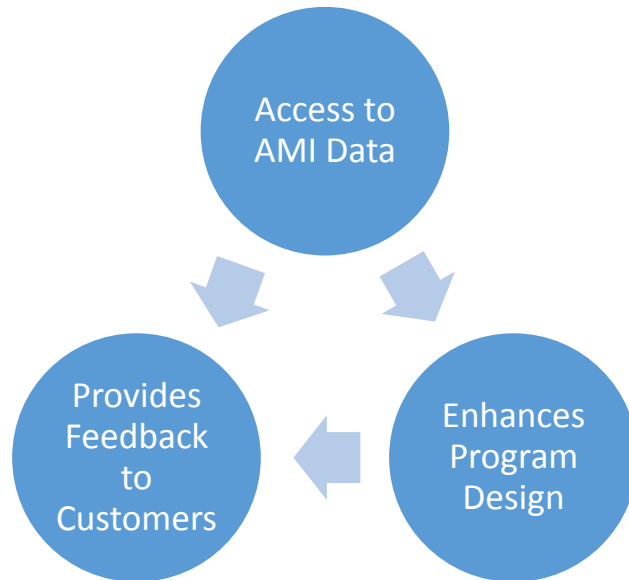 Access to
AMI Data
Provides
Feedback
to
Customers
Enhances
Program
Design